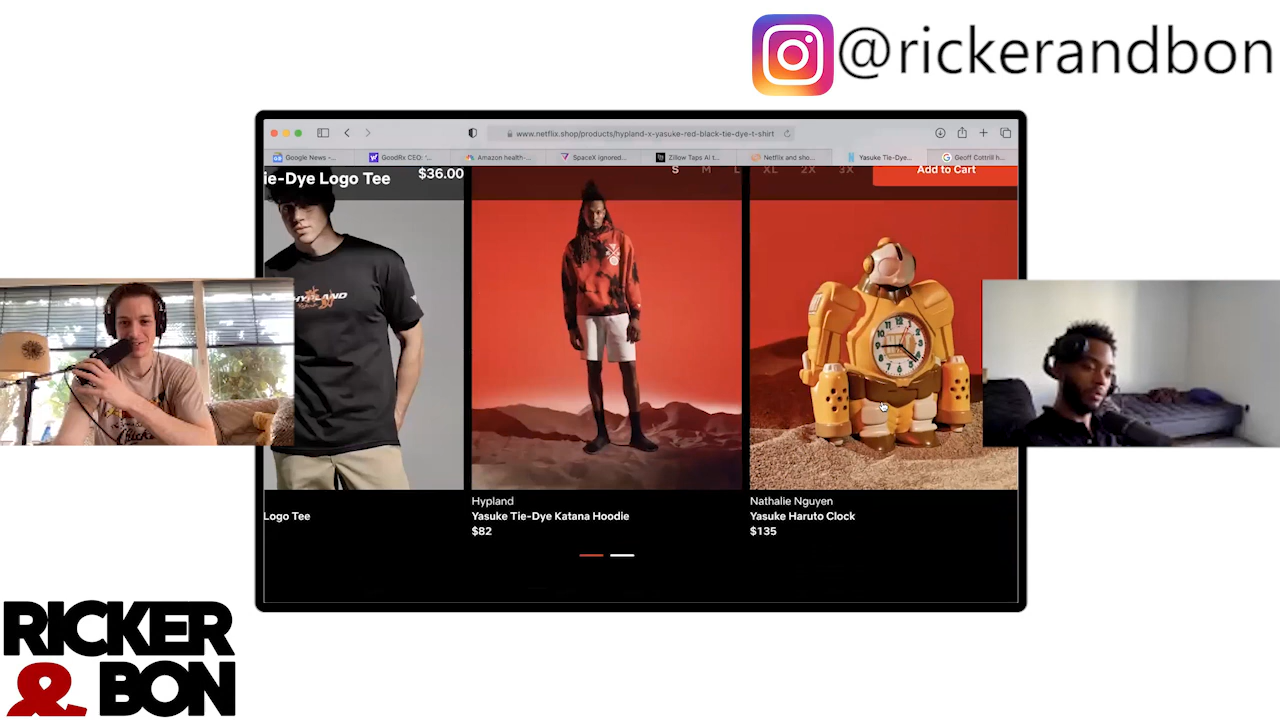 @rickerandbon
www.netflix.shop/products/hypland-x-yasuke-red-black-tie-dye-t-shirt
Google News –...
GoodRx CEO: '...
Amazon health-...
SpaceX ignored...
Zillow Taps AI t...
Netflix and sho...
Yasuke Tie-Dye...
Geoff Cottrill h...
ie-Dye Logo Tee
$36.00
S M L XL 2X 3X
Add to Cart
HYPLAND
Logo Tee
Hypland
Yasuke Tie-Dye Katana Hoodie
$82
Nathalie Nguyen
Yasuke Haruto Clock
$135
RICKER
& BON